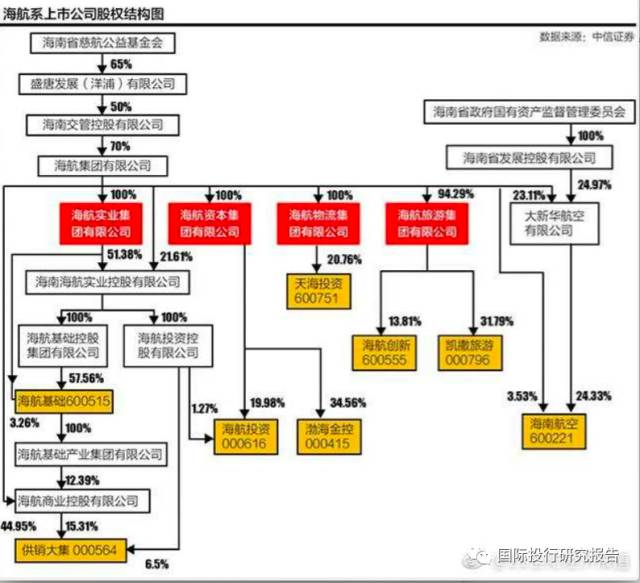 海航系上市公司股权结构图
数据来源：中信证券
海南省慈航公益基金会
65%
盛唐发展（洋浦）有限公司
50%
海南交管控股有限公司
70%
海航集团有限公司
海南省政府国有资产监督管理委员会
100%
海南省发展控股有限公司
100%
100%
100%
94.29%
23.11%
24.97%
海航实业集
团有限公司
海航资本集
团有限公司
海航物流集
团有限公司
海航旅游集
团有限公司
大新华航空
有限公司
51.38%
21.61%
20.76%
海南海航实业控股有限公司
天海投资
600751
100%
100%
13.81%
31.79%
海航基础控股
集团有限公司
海航投资控
股有限公司
海航创新
600555
凯撒旅游
000796
57.56%
海航基础600515
1.27%
19.98%
34.56%
3.53%
24.33%
3.26%
100%
海航投资
000616
渤海金控
000415
海南航空
600221
海航基础产业集团有限公司
12.39%
海航商业控股有限公司
44.95%
15.31%
供销大集 000564
6.5%
国际投行研究报告